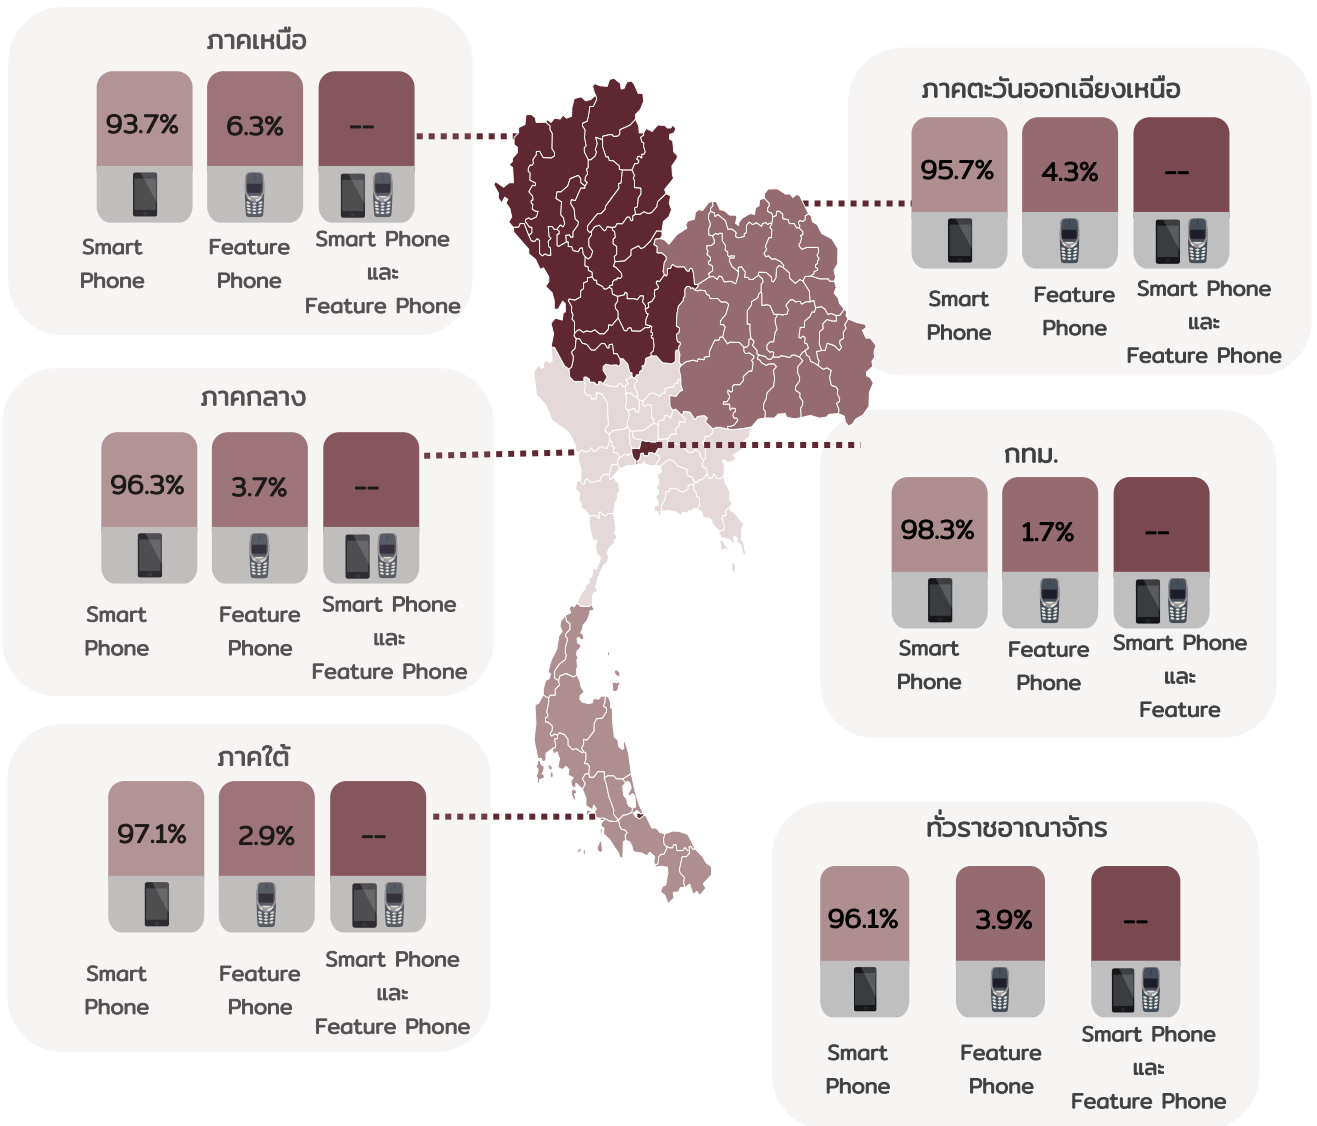 ภาคเหนือ
93.7%
6.3%
--
Smart
Phone
Feature
Phone
Smart Phone
และ
Feature Phone
ภาคตะวันออกเฉียงเหนือ
95.7%
4.3%
--
Smart
Phone
Feature
Phone
Smart Phone
และ
Feature Phone
ภาคกลาง
96.3%
3.7%
--
Smart
Phone
Feature
Phone
Smart Phone
และ
Feature Phone
กทม.
98.3%
1.7%
--
Smart
Phone
Feature
Phone
Smart Phone
และ
Feature
ภาคใต้
97.1%
2.9%
--
Smart
Phone
Feature
Phone
Smart Phone
และ
Feature Phone
ทั่วราชอาณาจักร
96.1%
3.9%
--
Smart
Phone
Feature
Phone
Smart Phone
และ
Feature Phone